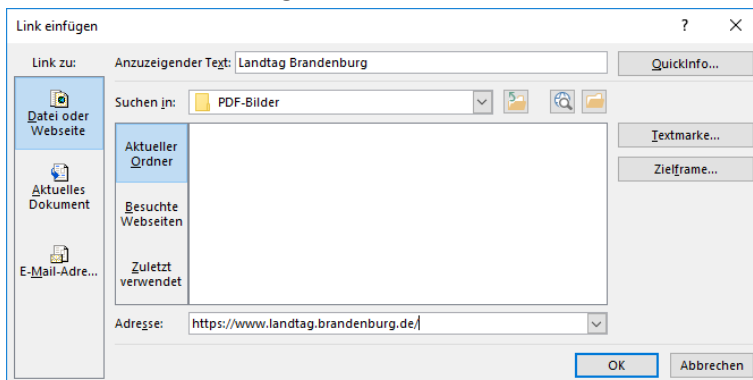 Link einfügen
?
Link zu:
Anzuzeigender Text: Landtag Brandenburg
QuickInfo...
Datei oder
Webseite
Suchen in: PDF-Bilder
Aktueller
Ordner
Textmarke...
Zielframe...
Aktuelles
Dokument
Besuchte
Webseiten
E-Mail-Adre...
Zuletzt
verwendet
Adresse: https://www.landtag.brandenburg.de/
OK Abbrechen